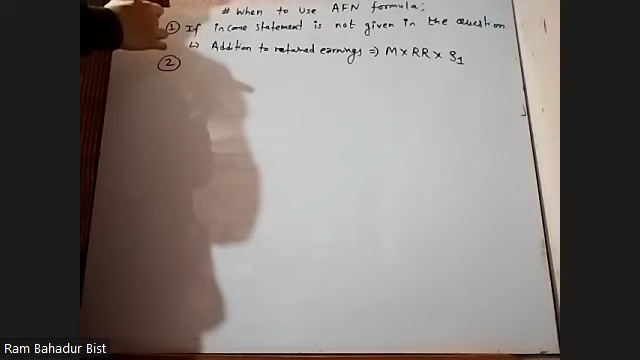 # When to use AFN formula;
① If income statement is not given in the question
↳ Addition to retained earnings ⇒ M × RR × S₁
②
Ram Bahadur Bist